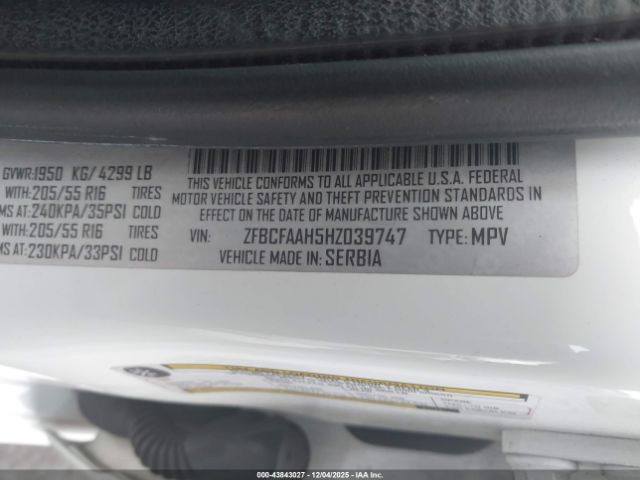 GVWR:1950 KG/4299 LB
WITH:205/55 R16 TIRES
MS AT:240KPA/35PSI COLD
WITH:205/55 R16 TIRES
MS AT:230KPA/33PSI COLD
THIS VEHICLE CONFORMS TO ALL APPLICABLE U.S.A. FEDERAL
MOTOR VEHICLE SAFETY AND THEFT PREVENTION STANDARDS IN
EFFECT ON THE DATE OF MANUFACTURE SHOWN ABOVE
VIN: ZFBCFAAH5HZ039747 TYPE: MPV
VEHICLE MADE IN: SERBIA
000-43843027 - 12/04/2025 - IAAI.COM